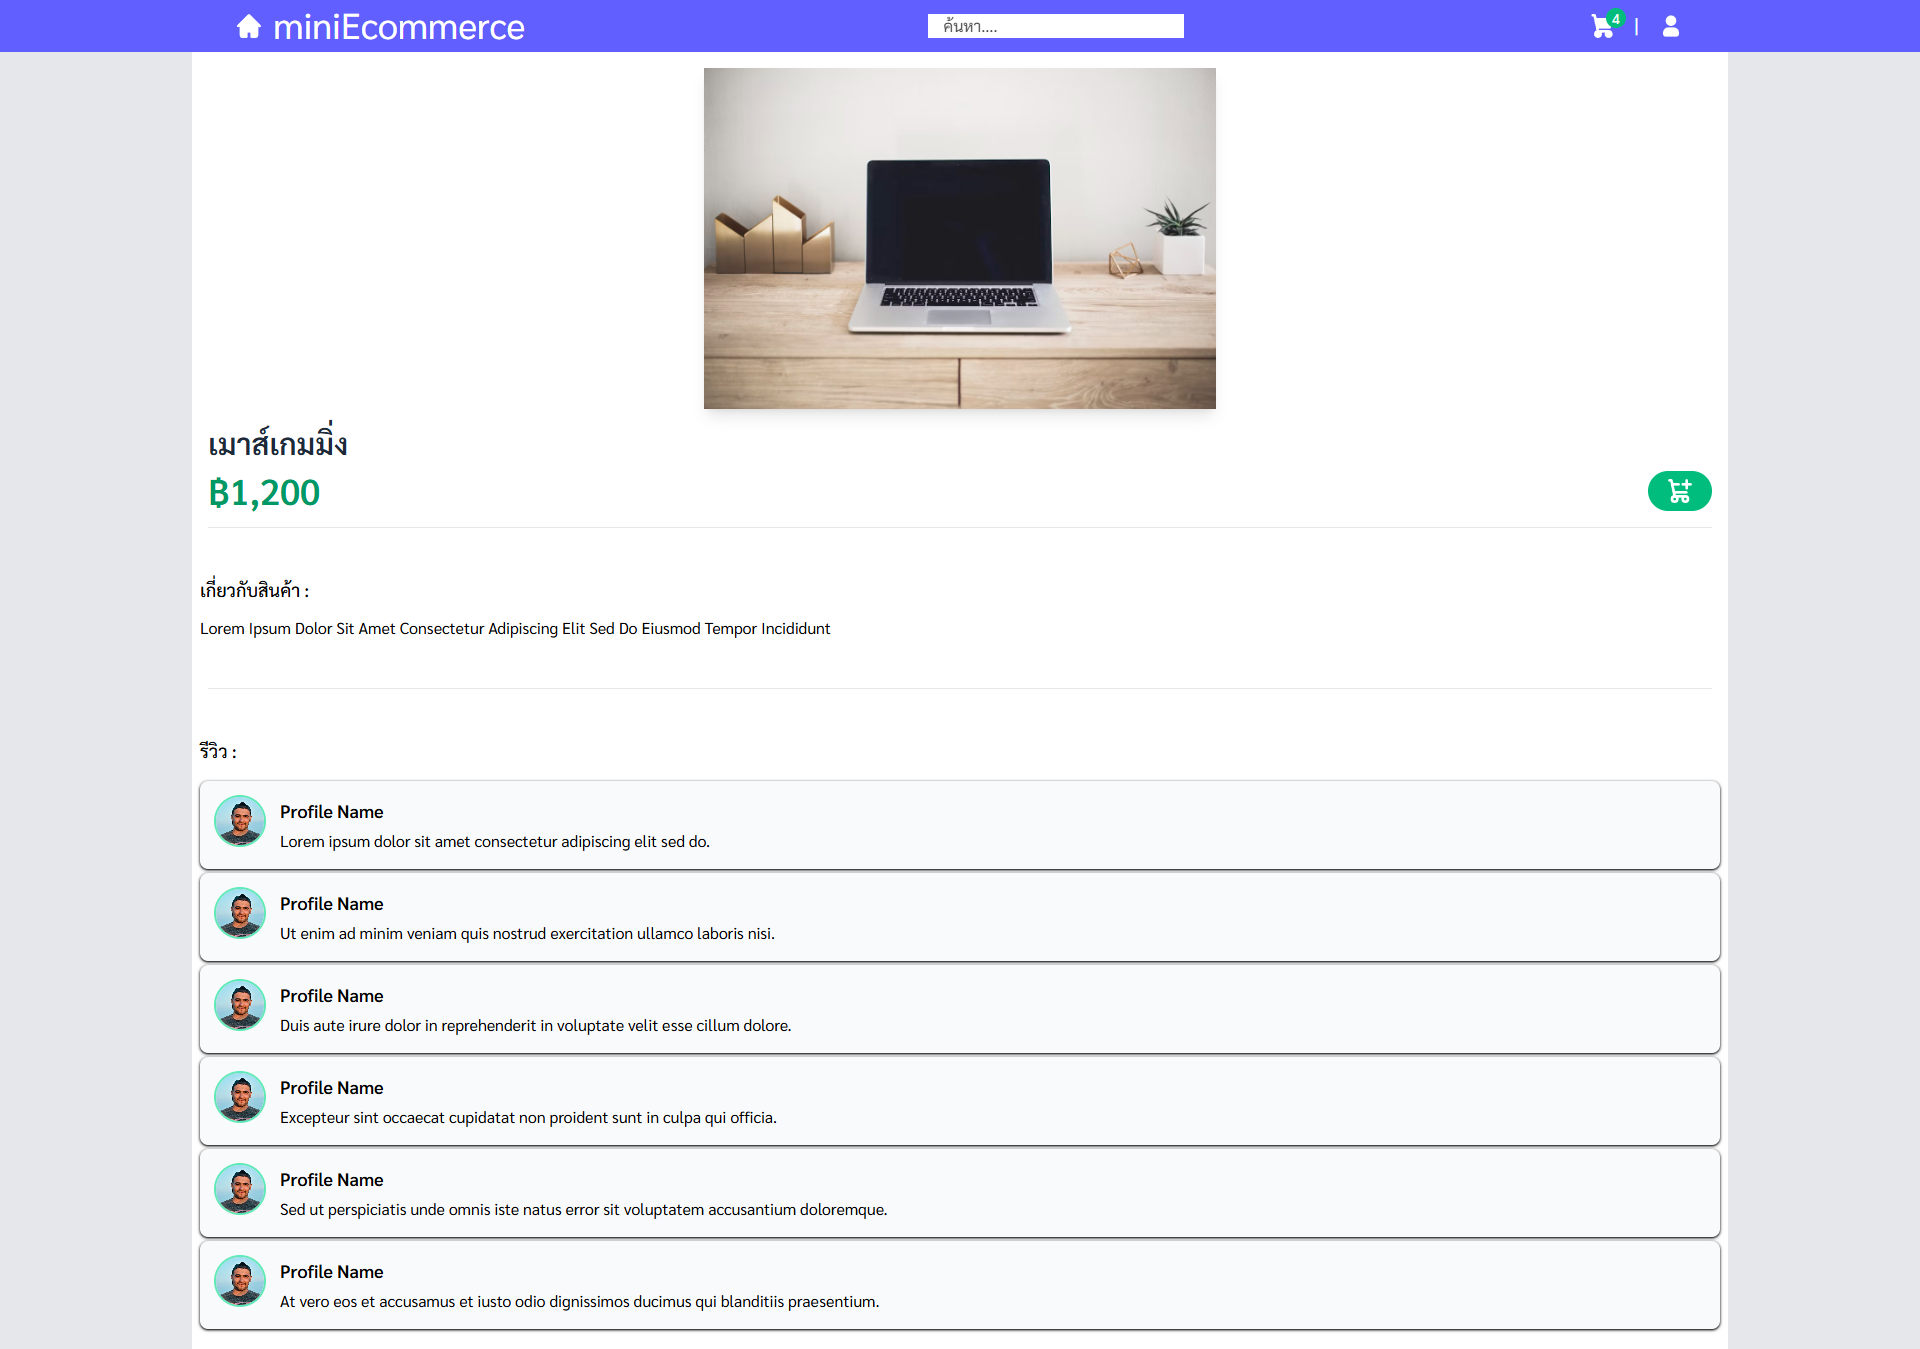 miniEcommerce
ค้นหา....
4
|
เมาส์เกมมิ่ง
฿1,200
เกี่ยวกับสินค้า :
Lorem Ipsum Dolor Sit Amet Consectetur Adipiscing Elit Sed Do Eiusmod Tempor Incididunt
รีวิว :
Profile Name
Lorem ipsum dolor sit amet consectetur adipiscing elit sed do.
Profile Name
Ut enim ad minim veniam quis nostrud exercitation ullamco laboris nisi.
Profile Name
Duis aute irure dolor in reprehenderit in voluptate velit esse cillum dolore.
Profile Name
Excepteur sint occaecat cupidatat non proident sunt in culpa qui officia.
Profile Name
Sed ut perspiciatis unde omnis iste natus error sit voluptatem accusantium doloremque.
Profile Name
At vero eos et accusamus et iusto odio dignissimos ducimus qui blanditiis praesentium.